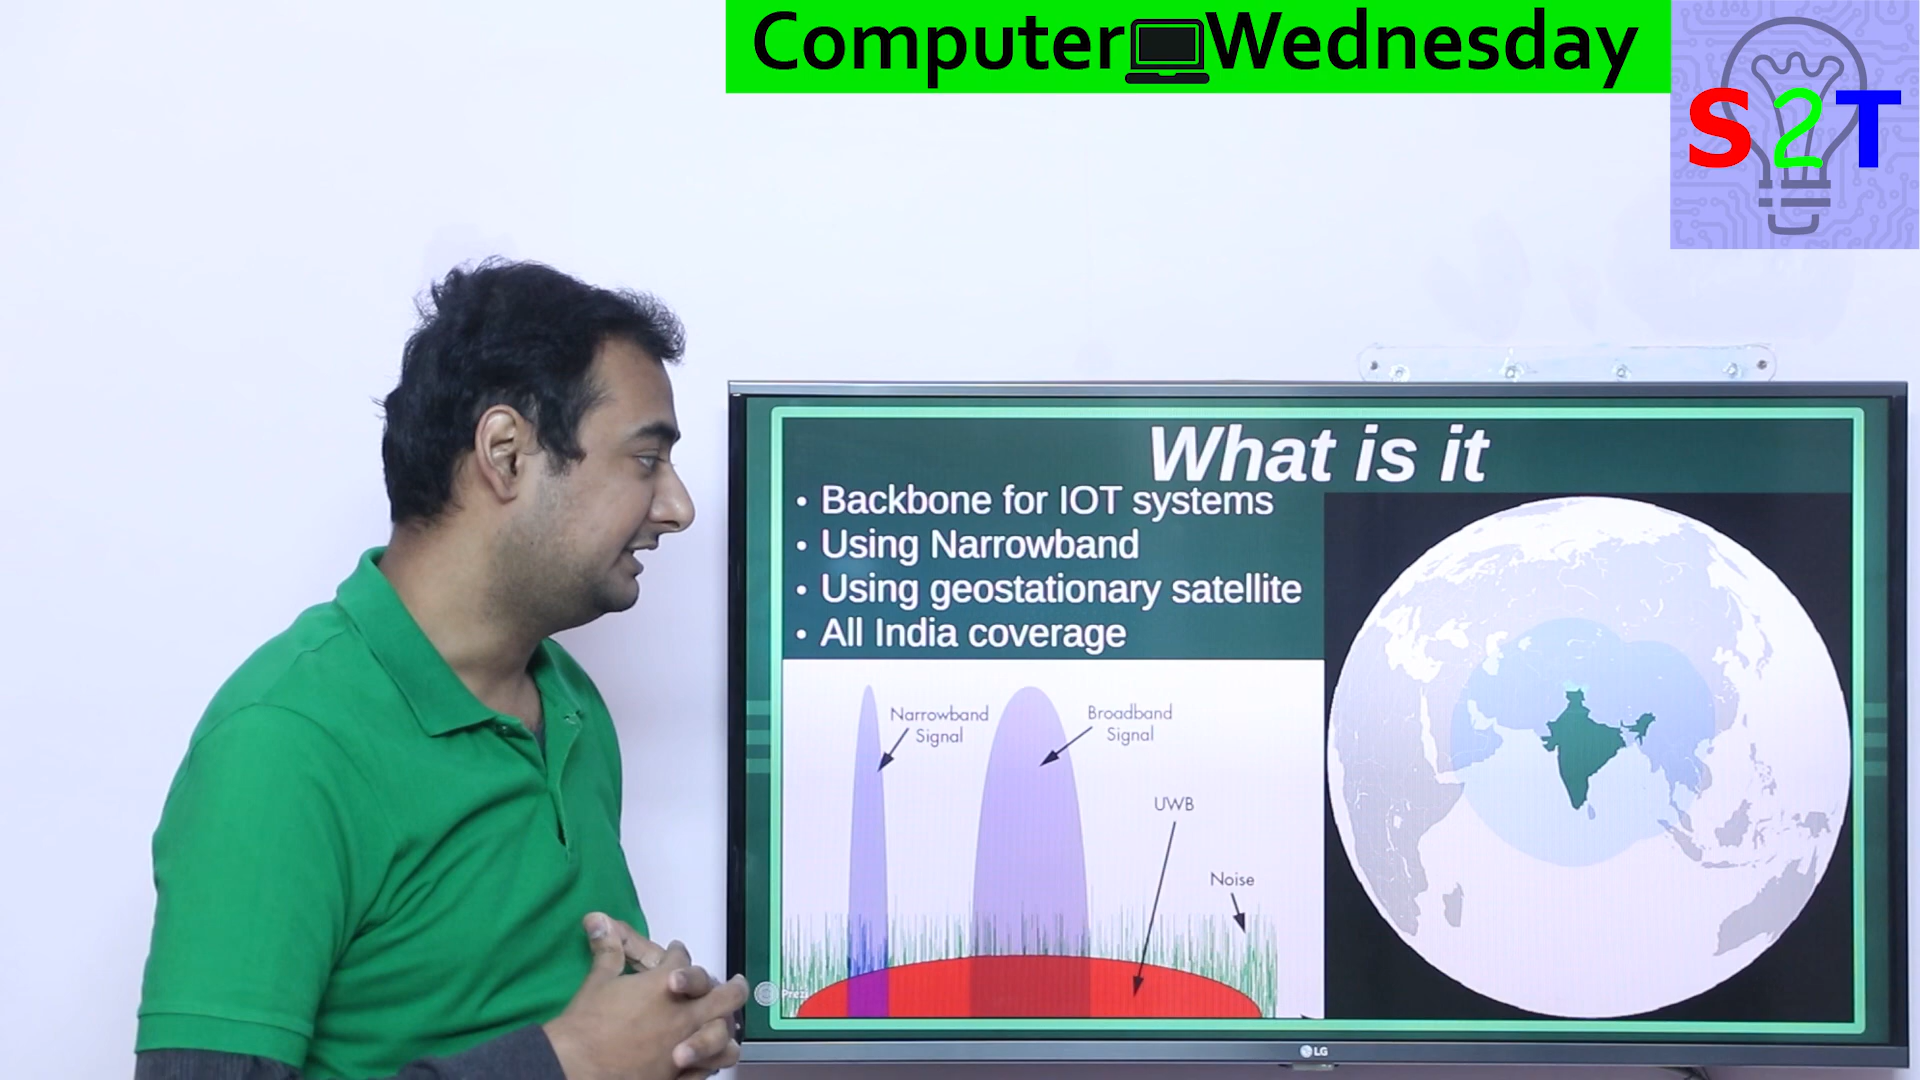 Computer Wednesday
S2T
What is it
• Backbone for IOT systems
• Using Narrowband
• Using geostationary satellite
• All India coverage
Narrowband
Signal
Broadband
Signal
UWB
Noise
Prezi
LG